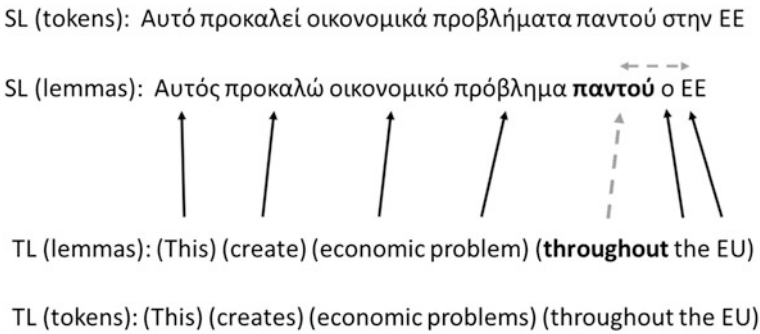 SL (tokens): Αυτό προκαλεί οικονομικά προβλήματα παντού στην ΕΕ
SL (lemmas): Αυτός προκαλώ οικονομικό πρόβλημα παντού ο ΕΕ
TL (lemmas): (This) (create) (economic problem) (throughout the EU)
TL (tokens): (This) (creates) (economic problems) (throughout the EU)